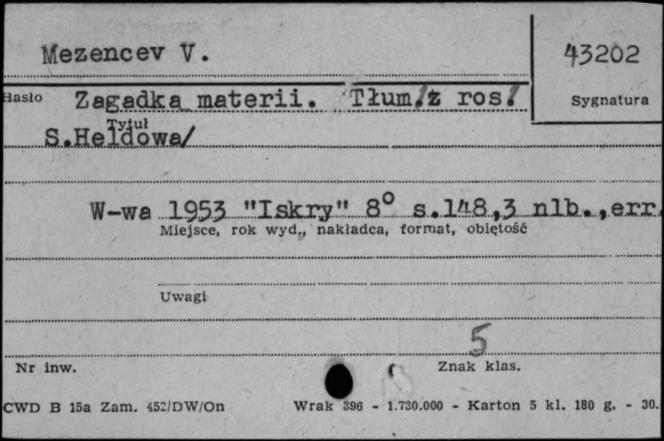 Mezencev V.
43202
Hasło
Zagadka materii. Tłum./z ros./
Sygnatura
Tytuł
S.Heldowa/
W-wa 1953 "Iskry" 8° s.148,3 nlb.,err.
Miejsce, rok wyd., nakładca, format, objętość
Uwagi
5
Nr inw.
Znak klas.
CWD B 15a Zam. 452/DW/On Wrak 396 - 1.730.000 - Karton 5 kl. 180 g. - 30.